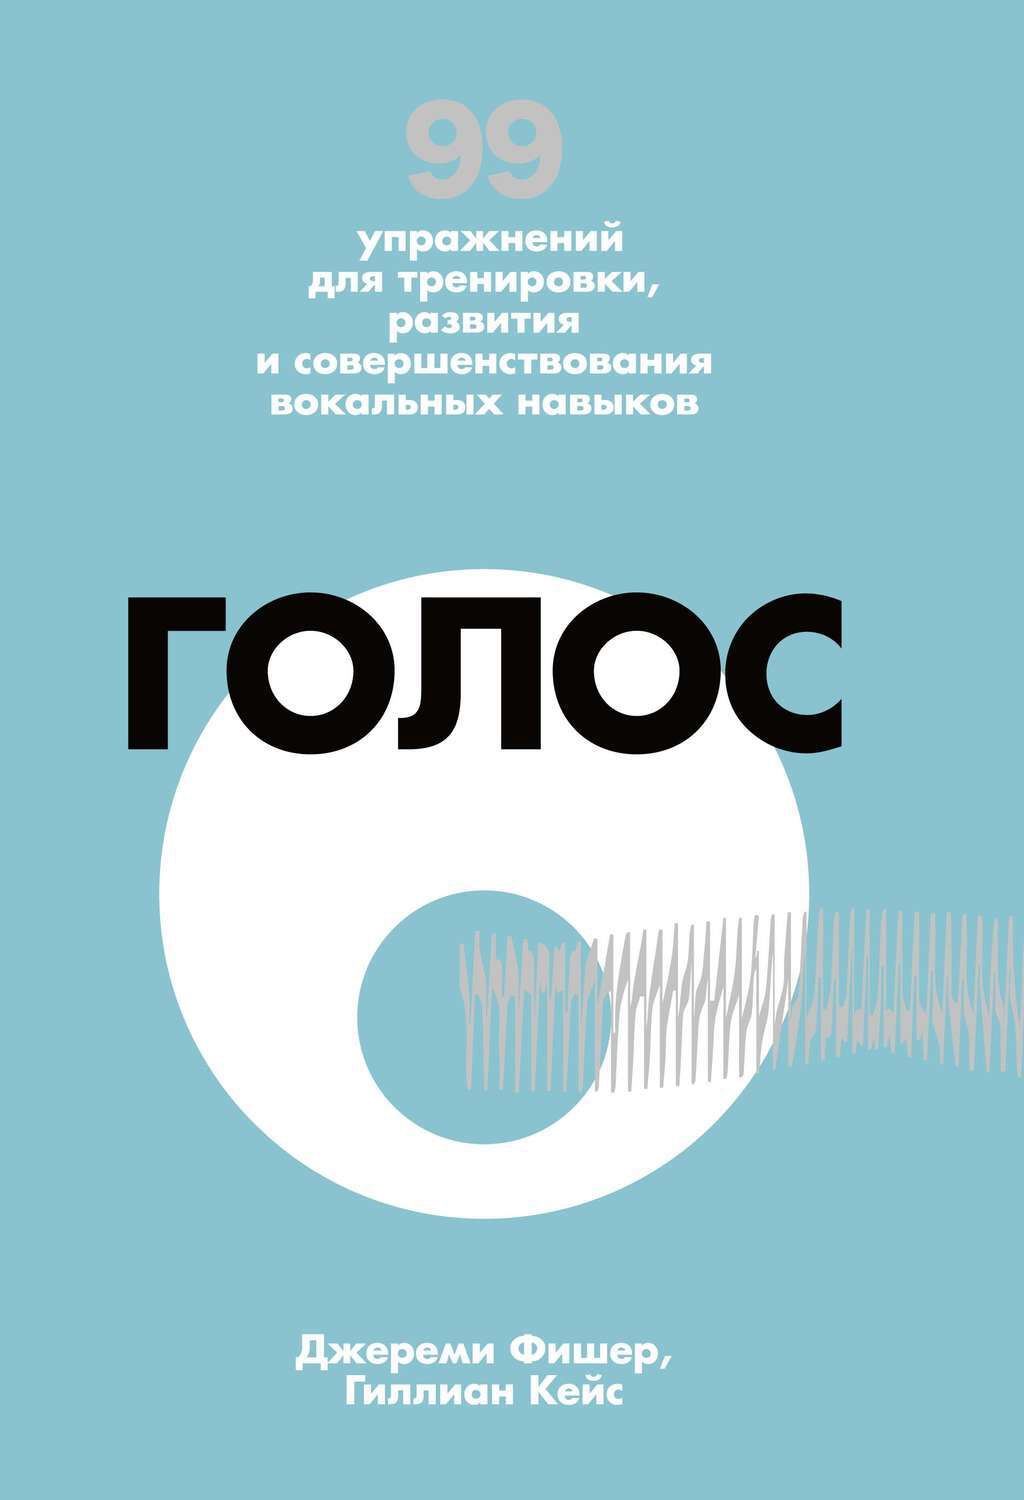 99
упражнений
для тренировки,
развития
и совершенствования
вокальных навыков
ГОЛОС
Джереми Фишер,
Гиллиан Кейс